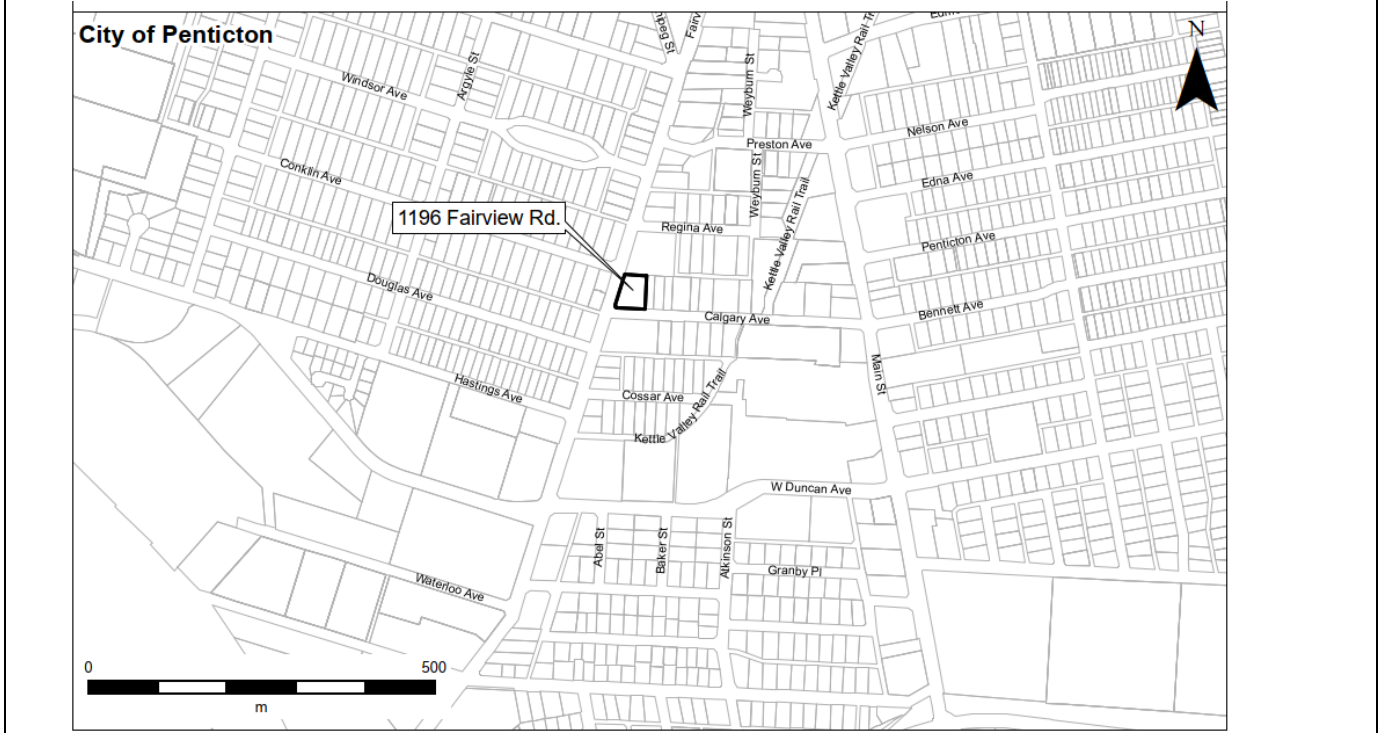 City of Penticton
N
Kettle Valley Rail Trail
Windsor Ave
Argyle St
Weyburn St
Nelson Ave
Preston Ave
Conklin Ave
Weyburn St
Edna Ave
1196 Fairview Rd.
Regina Ave
Kettle Valley Rail Trail
Penticton Ave
Douglas Ave
Calgary Ave
Bennett Ave
Main St
Hastings Ave
Cossar Ave
Kettle Valley Rail Trail
W Duncan Ave
Abel St
Baker St
Atkinson St
Granby Pl
Waterloo Ave
0
500
m